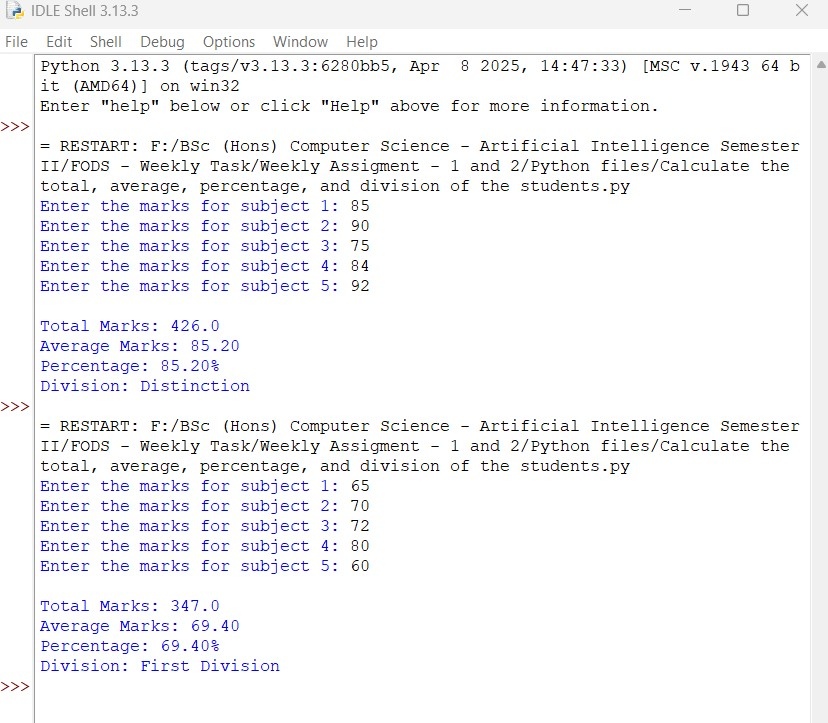 IDLE Shell 3.13.3
File Edit Shell Debug Options Window Help
Python 3.13.3 (tags/v3.13.3:6280bb5, Apr  8 2025, 14:47:33) [MSC v.1943 64 b
it (AMD64)] on win32
Enter "help" below or click "Help" above for more information.
>>>
= RESTART: F:/BSc (Hons) Computer Science - Artificial Intelligence Semester
II/FODS - Weekly Task/Weekly Assigment - 1 and 2/Python files/Calculate the
total, average, percentage, and division of the students.py
Enter the marks for subject 1: 85
Enter the marks for subject 2: 90
Enter the marks for subject 3: 75
Enter the marks for subject 4: 84
Enter the marks for subject 5: 92
Total Marks: 426.0
Average Marks: 85.20
Percentage: 85.20%
Division: Distinction
>>>
= RESTART: F:/BSc (Hons) Computer Science - Artificial Intelligence Semester
II/FODS - Weekly Task/Weekly Assigment - 1 and 2/Python files/Calculate the
total, average, percentage, and division of the students.py
Enter the marks for subject 1: 65
Enter the marks for subject 2: 70
Enter the marks for subject 3: 72
Enter the marks for subject 4: 80
Enter the marks for subject 5: 60
Total Marks: 347.0
Average Marks: 69.40
Percentage: 69.40%
Division: First Division
>>>